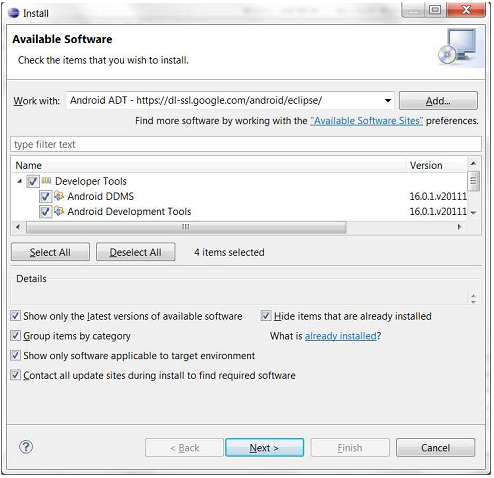 Install
Available Software
Check the items that you wish to install.
Work with: Android ADT - https://dl-ssl.google.com/android/eclipse/ Add...
Find more software by working with the "Available Software Sites" preferences.
type filter text
Name Version
Developer Tools
Android DDMS 16.0.1.v20111
Android Development Tools 16.0.1.v20111
Select All Deselect All 4 items selected
Details
Show only the latest versions of available software Hide items that are already installed
Group items by category What is already installed?
Show only software applicable to target environment
Contact all update sites during install to find required software
? < Back Next > Finish Cancel